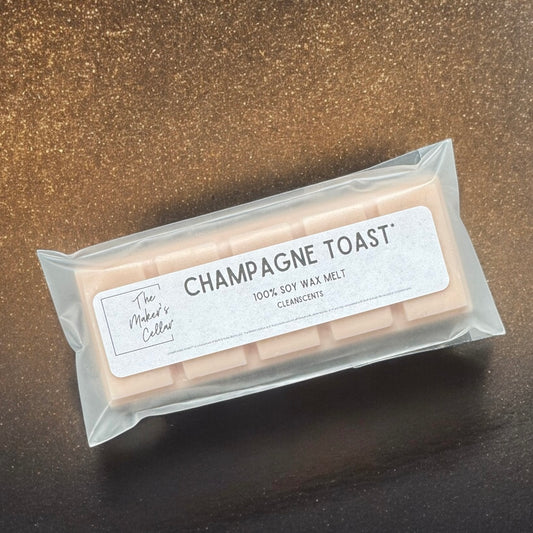 The
Maker's
Cellar
CHAMPAGNE TOAST*
100% SOY WAX MELT
CLEANSCENTS